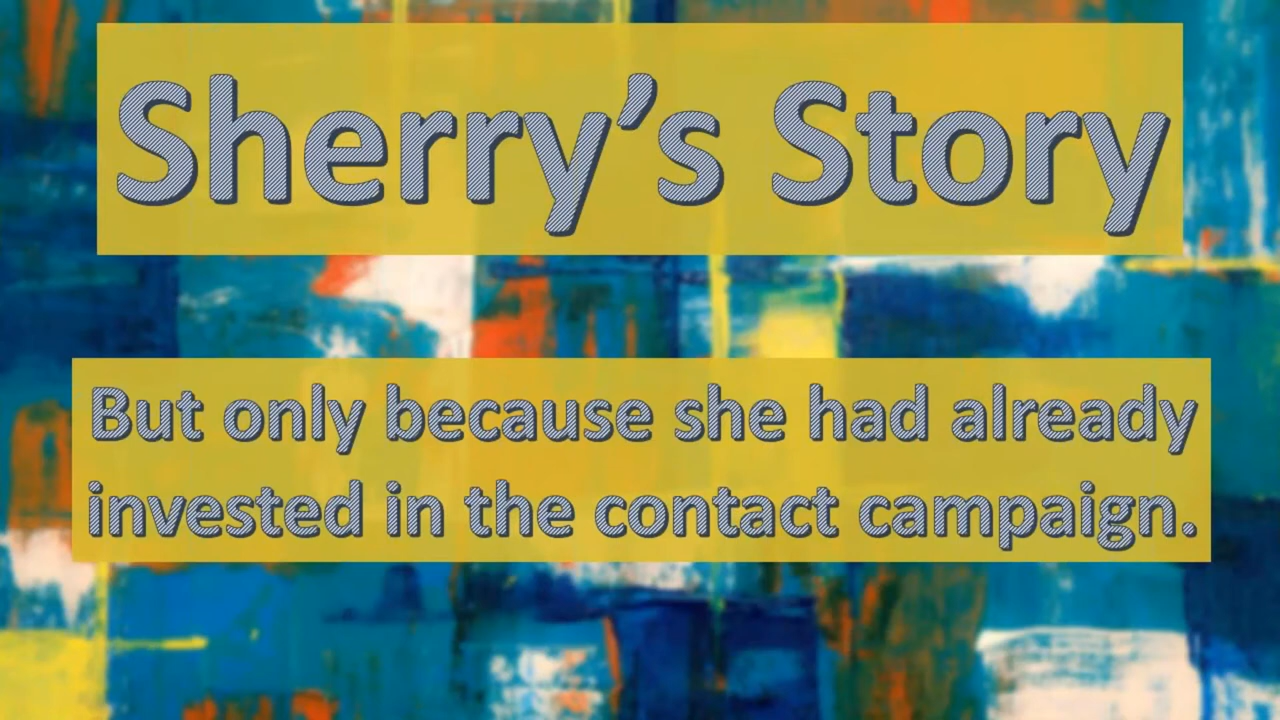 Sherry’s Story
But only because she had already
invested in the contact campaign.